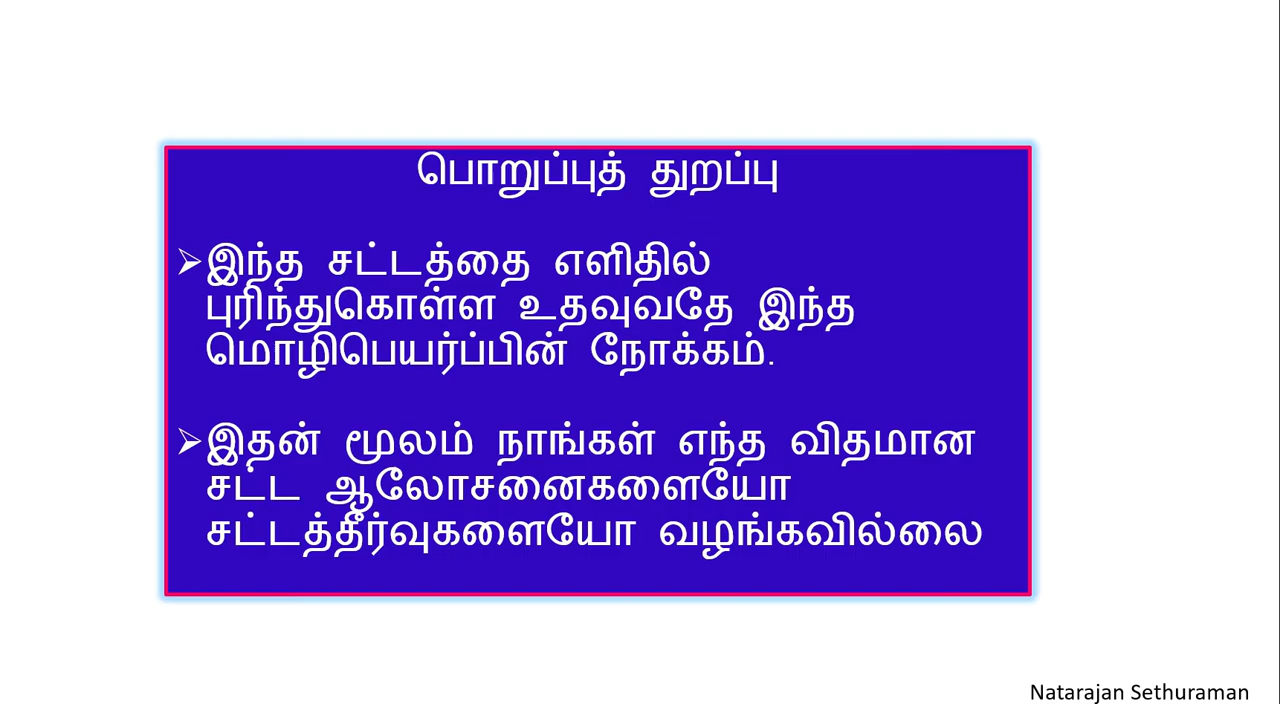 பொறுப்புத் துறப்பு
➢இந்த சட்டத்தை எளிதில்
புரிந்துகொள்ள உதவுவதே இந்த
மொழிபெயர்ப்பின் நோக்கம்.
➢இதன் மூலம் நாங்கள் எந்த விதமான
சட்ட ஆலோசனைகளையோ
சட்டத்தீர்வுகளையோ வழங்கவில்லை
Natarajan Sethuraman